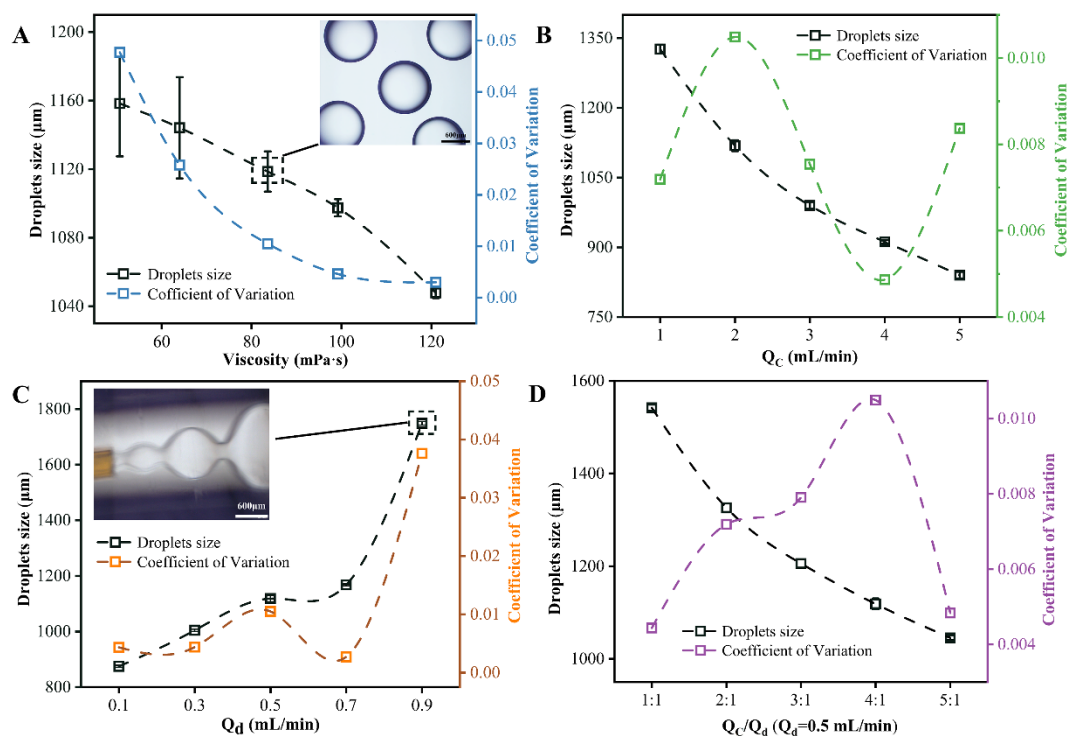 A
1200
1160
1120
1080
1040
Droplets size (μm)
60
80
100
120
Viscosity (mPa·s)
0.05
0.04
0.03
0.02
0.01
0.00
Coefficient of Variation
600μm
Droplets size
Cofficient of Variation
B
1350
1200
1050
900
750
Droplets size (μm)
1
2
3
4
5
Q_C (mL/min)
0.010
0.008
0.006
0.004
Coefficient of Variation
Droplets size
Coefficient of Variation
C
1800
1600
1400
1200
1000
800
Droplets size (μm)
0.1
0.3
0.5
0.7
0.9
Q_d (mL/min)
0.05
0.04
0.03
0.02
0.01
0.00
Coefficient of Variation
600μm
Droplets size
Coefficient of Variation
D
1600
1400
1200
1000
Droplets size (μm)
1:1
2:1
3:1
4:1
5:1
Q_C/Q_d (Q_d=0.5 mL/min)
0.010
0.008
0.006
0.004
Coefficient of Variation
Droplets size
Coefficient of Variation